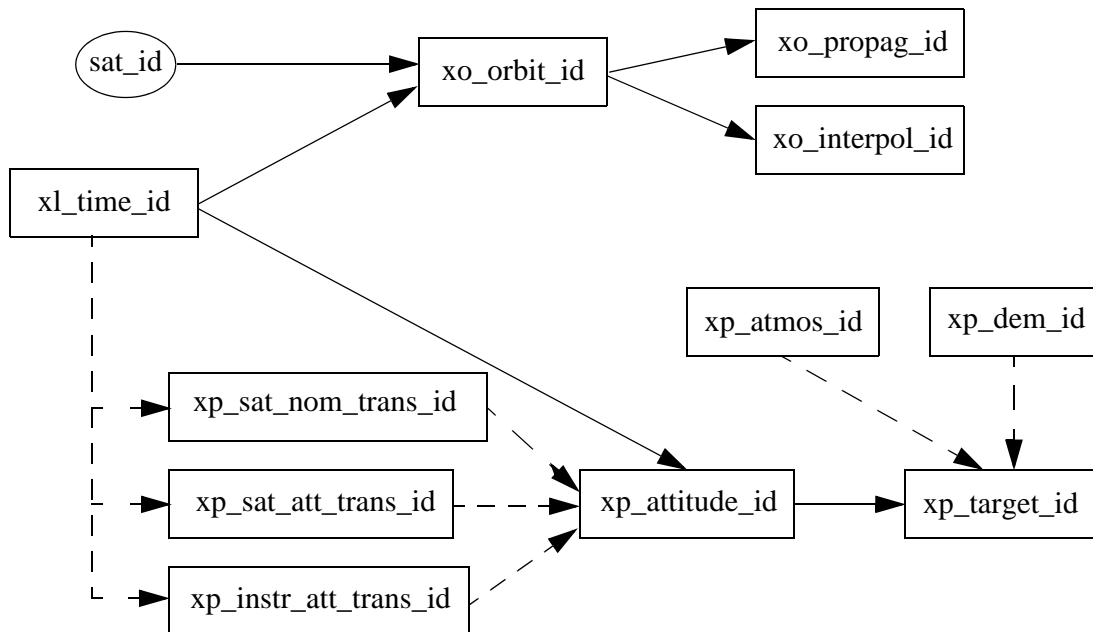 sat_id
xo_orbit_id
xo_propag_id
xo_interpol_id
xl_time_id
xp_atmos_id
xp_dem_id
xp_sat_nom_trans_id
xp_sat_att_trans_id
xp_attitude_id
xp_target_id
xp_instr_att_trans_id